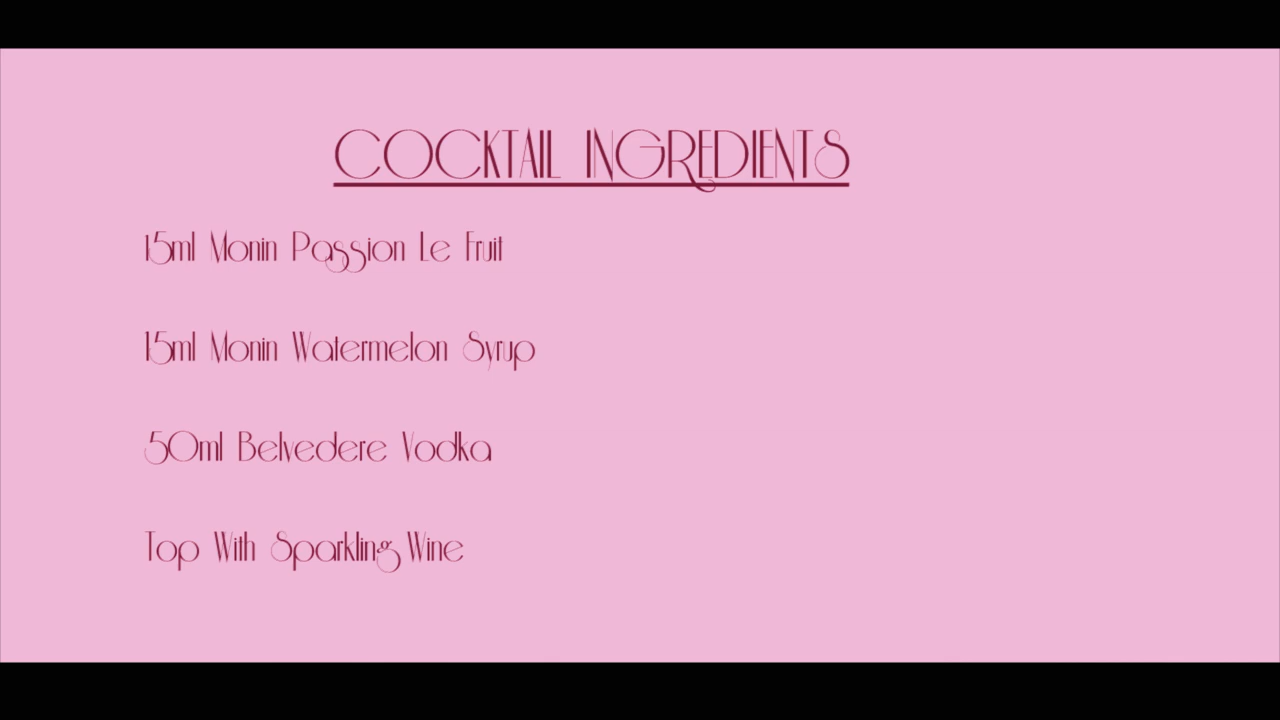 COCKTAIL INGREDIENTS
15ml Monin Passion Le Fruit
15ml Monin Watermelon Syrup
50ml Belvedere Vodka
Top With Sparkling Wine